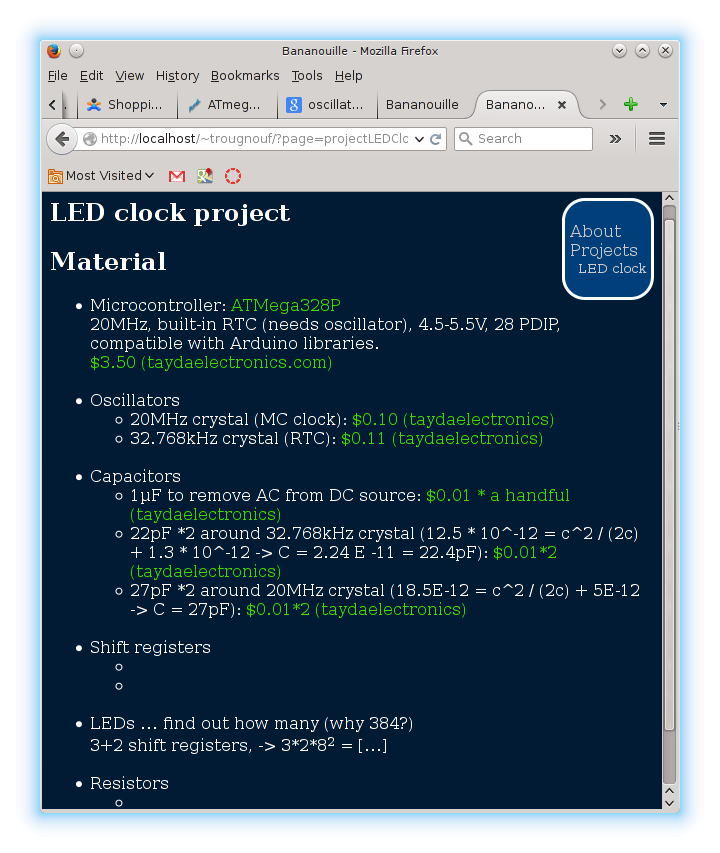 Bananouille - Mozilla Firefox
File Edit View History Bookmarks Tools Help
. Shoppi... ATmeg... oscillat... Bananouille Banano...
http://localhost/~trougnouf/?page=projectLEDClc Search
Most Visited
LED clock project
About
Projects
LED clock
Material
Microcontroller: ATMega328P
20MHz, built-in RTC (needs oscillator), 4.5-5.5V, 28 PDIP,
compatible with Arduino libraries.
$3.50 (taydaelectronics.com)
Oscillators
20MHz crystal (MC clock): $0.10 (taydaelectronics)
32.768kHz crystal (RTC): $0.11 (taydaelectronics)
Capacitors
1µF to remove AC from DC source: $0.01 * a handful
(taydaelectronics)
22pF *2 around 32.768kHz crystal (12.5 * 10^-12 = c^2 / (2c)
+ 1.3 * 10^-12 -> C = 2.24 E -11 = 22.4pF): $0.01*2
(taydaelectronics)
27pF *2 around 20MHz crystal (18.5E-12 = c^2 / (2c) + 5E-12
-> C = 27pF): $0.01*2 (taydaelectronics)
Shift registers
LEDs ... find out how many (why 384?)
3+2 shift registers, -> 3*2*8² = [...]
Resistors